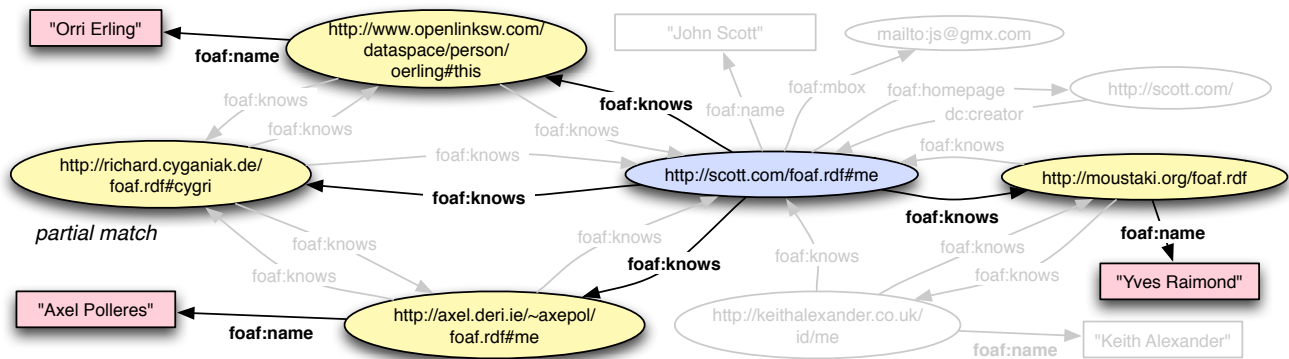 "Orri Erling"
foaf:name
http://www.openlinksw.com/
dataspace/person/
oerling#this
"John Scott"
mailto:js@gmx.com
foaf:knows
foaf:knows
foaf:knows
foaf:knows
foaf:name
foaf:mbox
foaf:homepage
http://scott.com/
dc:creator
http://richard.cyganiak.de/
foaf.rdf#cygri
foaf:knows
foaf:knows
http://scott.com/foaf.rdf#me
foaf:knows
http://moustaki.org/foaf.rdf
foaf:knows
partial match
foaf:knows
foaf:knows
foaf:knows
foaf:knows
foaf:knows
foaf:knows
foaf:knows
foaf:name
foaf:knows
"Yves Raimond"
"Axel Polleres"
foaf:name
http://axel.deri.ie/~axepol/
foaf.rdf#me
http://keithalexander.co.uk/
id/me
foaf:name
"Keith Alexander"